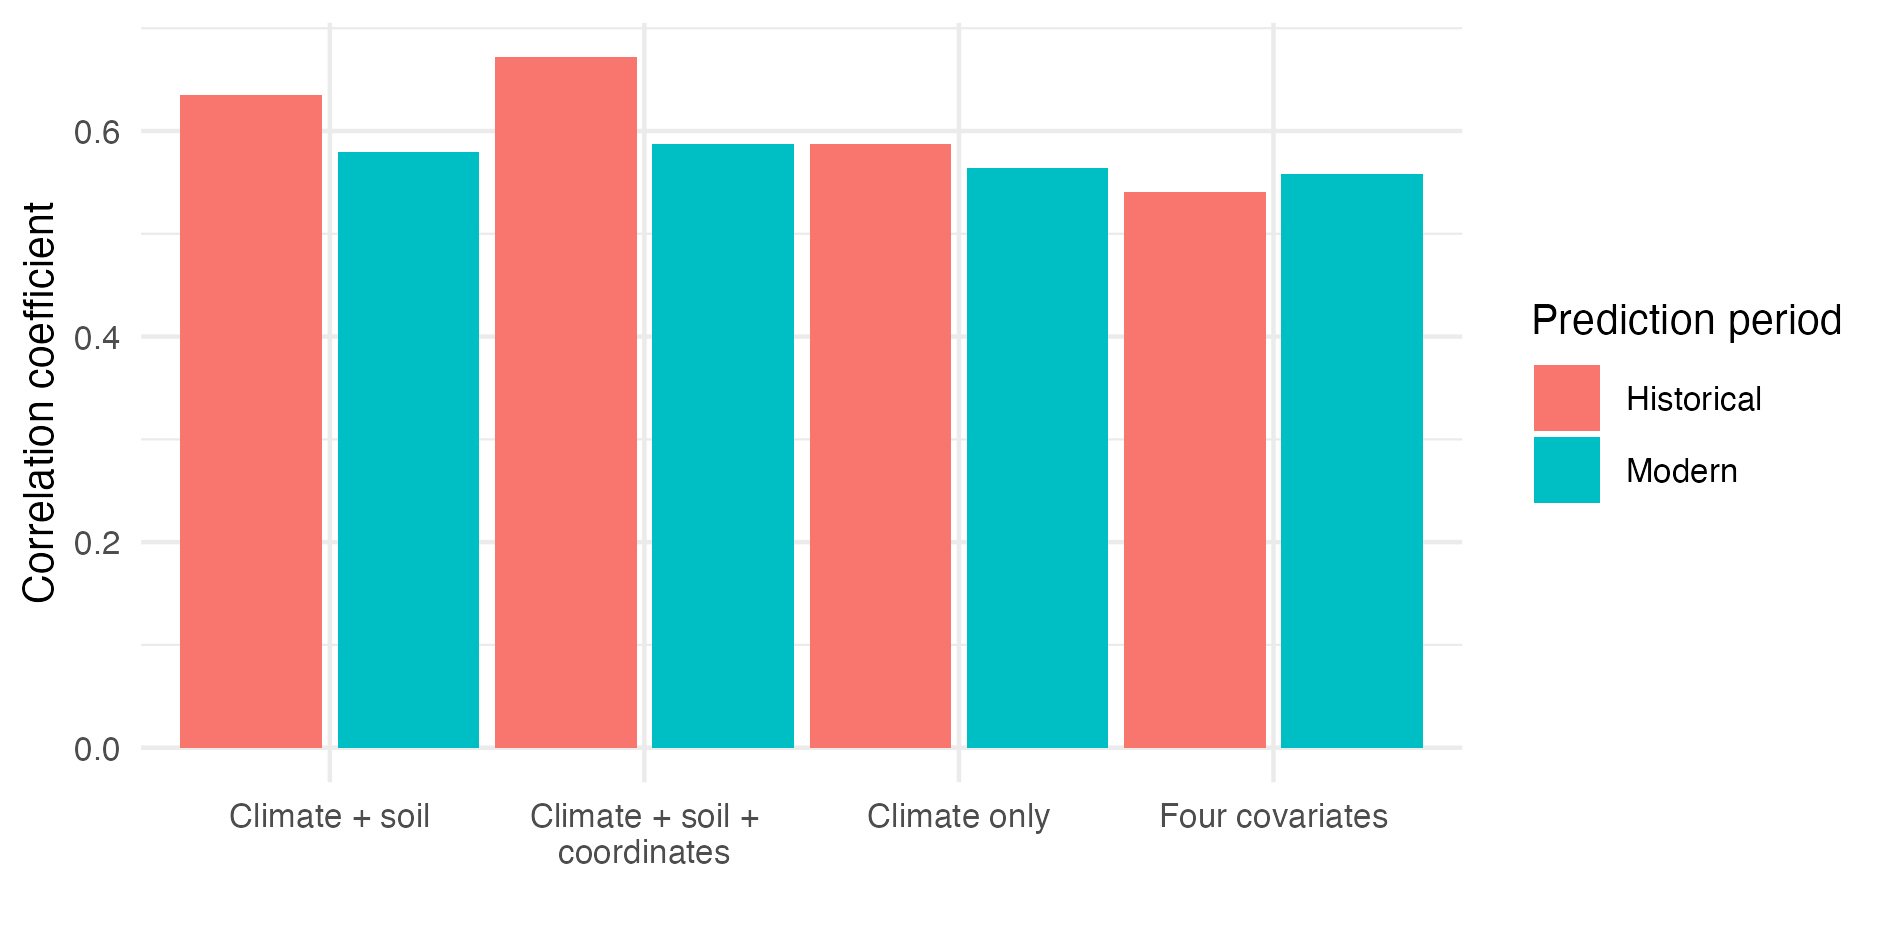 Correlation coefficient
0.6
0.4
0.2
0.0
Climate + soil
Climate + soil +
coordinates
Climate only
Four covariates
Prediction period
Historical
Modern